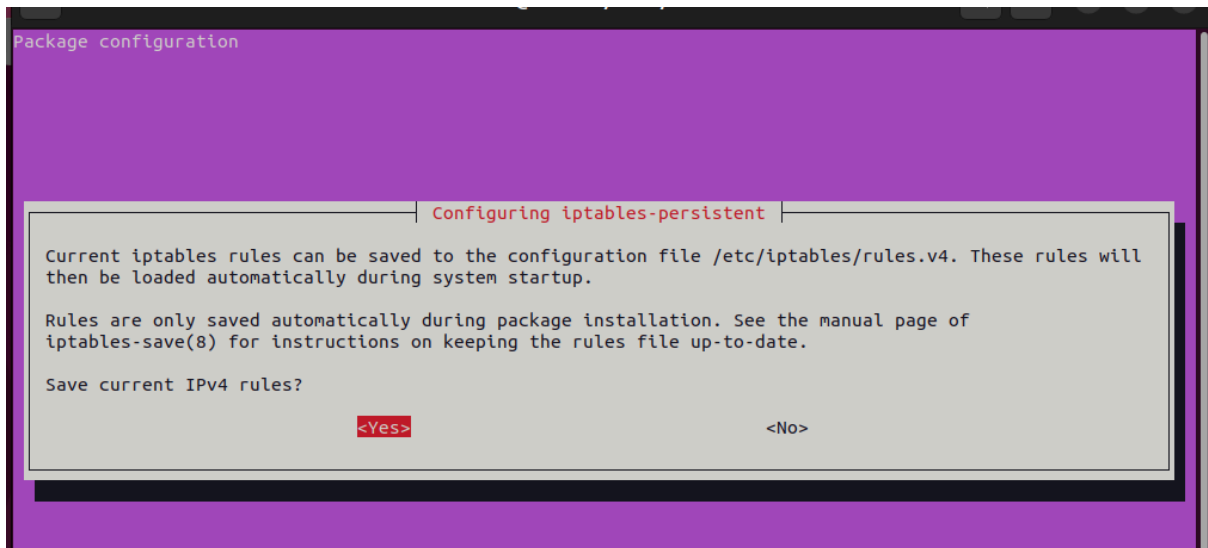 Package configuration
Configuring iptables-persistent
Current iptables rules can be saved to the configuration file /etc/iptables/rules.v4. These rules will
then be loaded automatically during system startup.
Rules are only saved automatically during package installation. See the manual page of
iptables-save(8) for instructions on keeping the rules file up-to-date.
Save current IPv4 rules?
<Yes> <No>